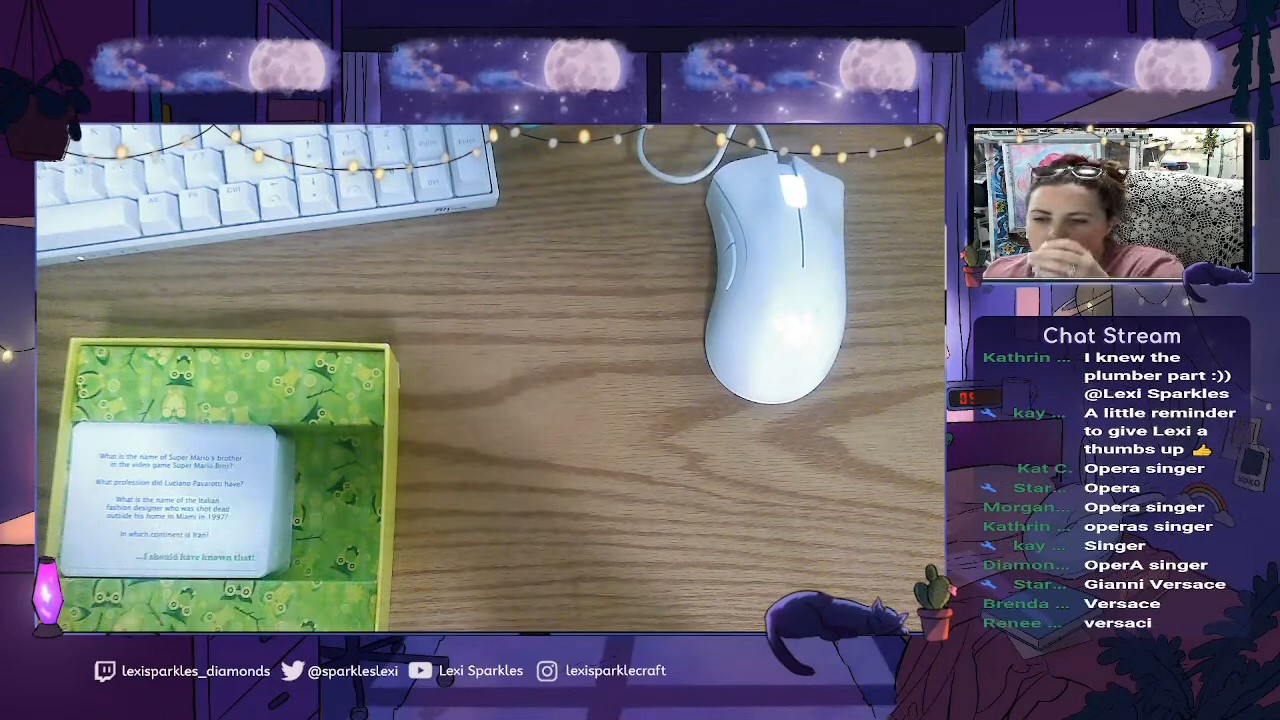 Chat Stream
Kathrin ... I knew the
plumber part :))
@Lexi Sparkles
kay ... A little reminder
to give Lexi a
thumbs up 👍
Kat C. Opera singer
Star... Opera
Morgan... Opera singer
Kathrin ... operas singer
kay ... Singer
Diamon... OperA singer
Star... Gianni Versace
Brenda ... Versace
Renee ... versaci
What is the name of Super Mario's brother
in the video game Super Mario Bros?
What profession did Luciano Pavarotti have?
What is the name of the Italian
fashion designer who was shot dead
outside his home in Miami in 1997?
In which continent is Iran?
...I should have known that!
lexisparkles_diamonds @sparkleslexi Lexi Sparkles lexisparklecraft
XOXO